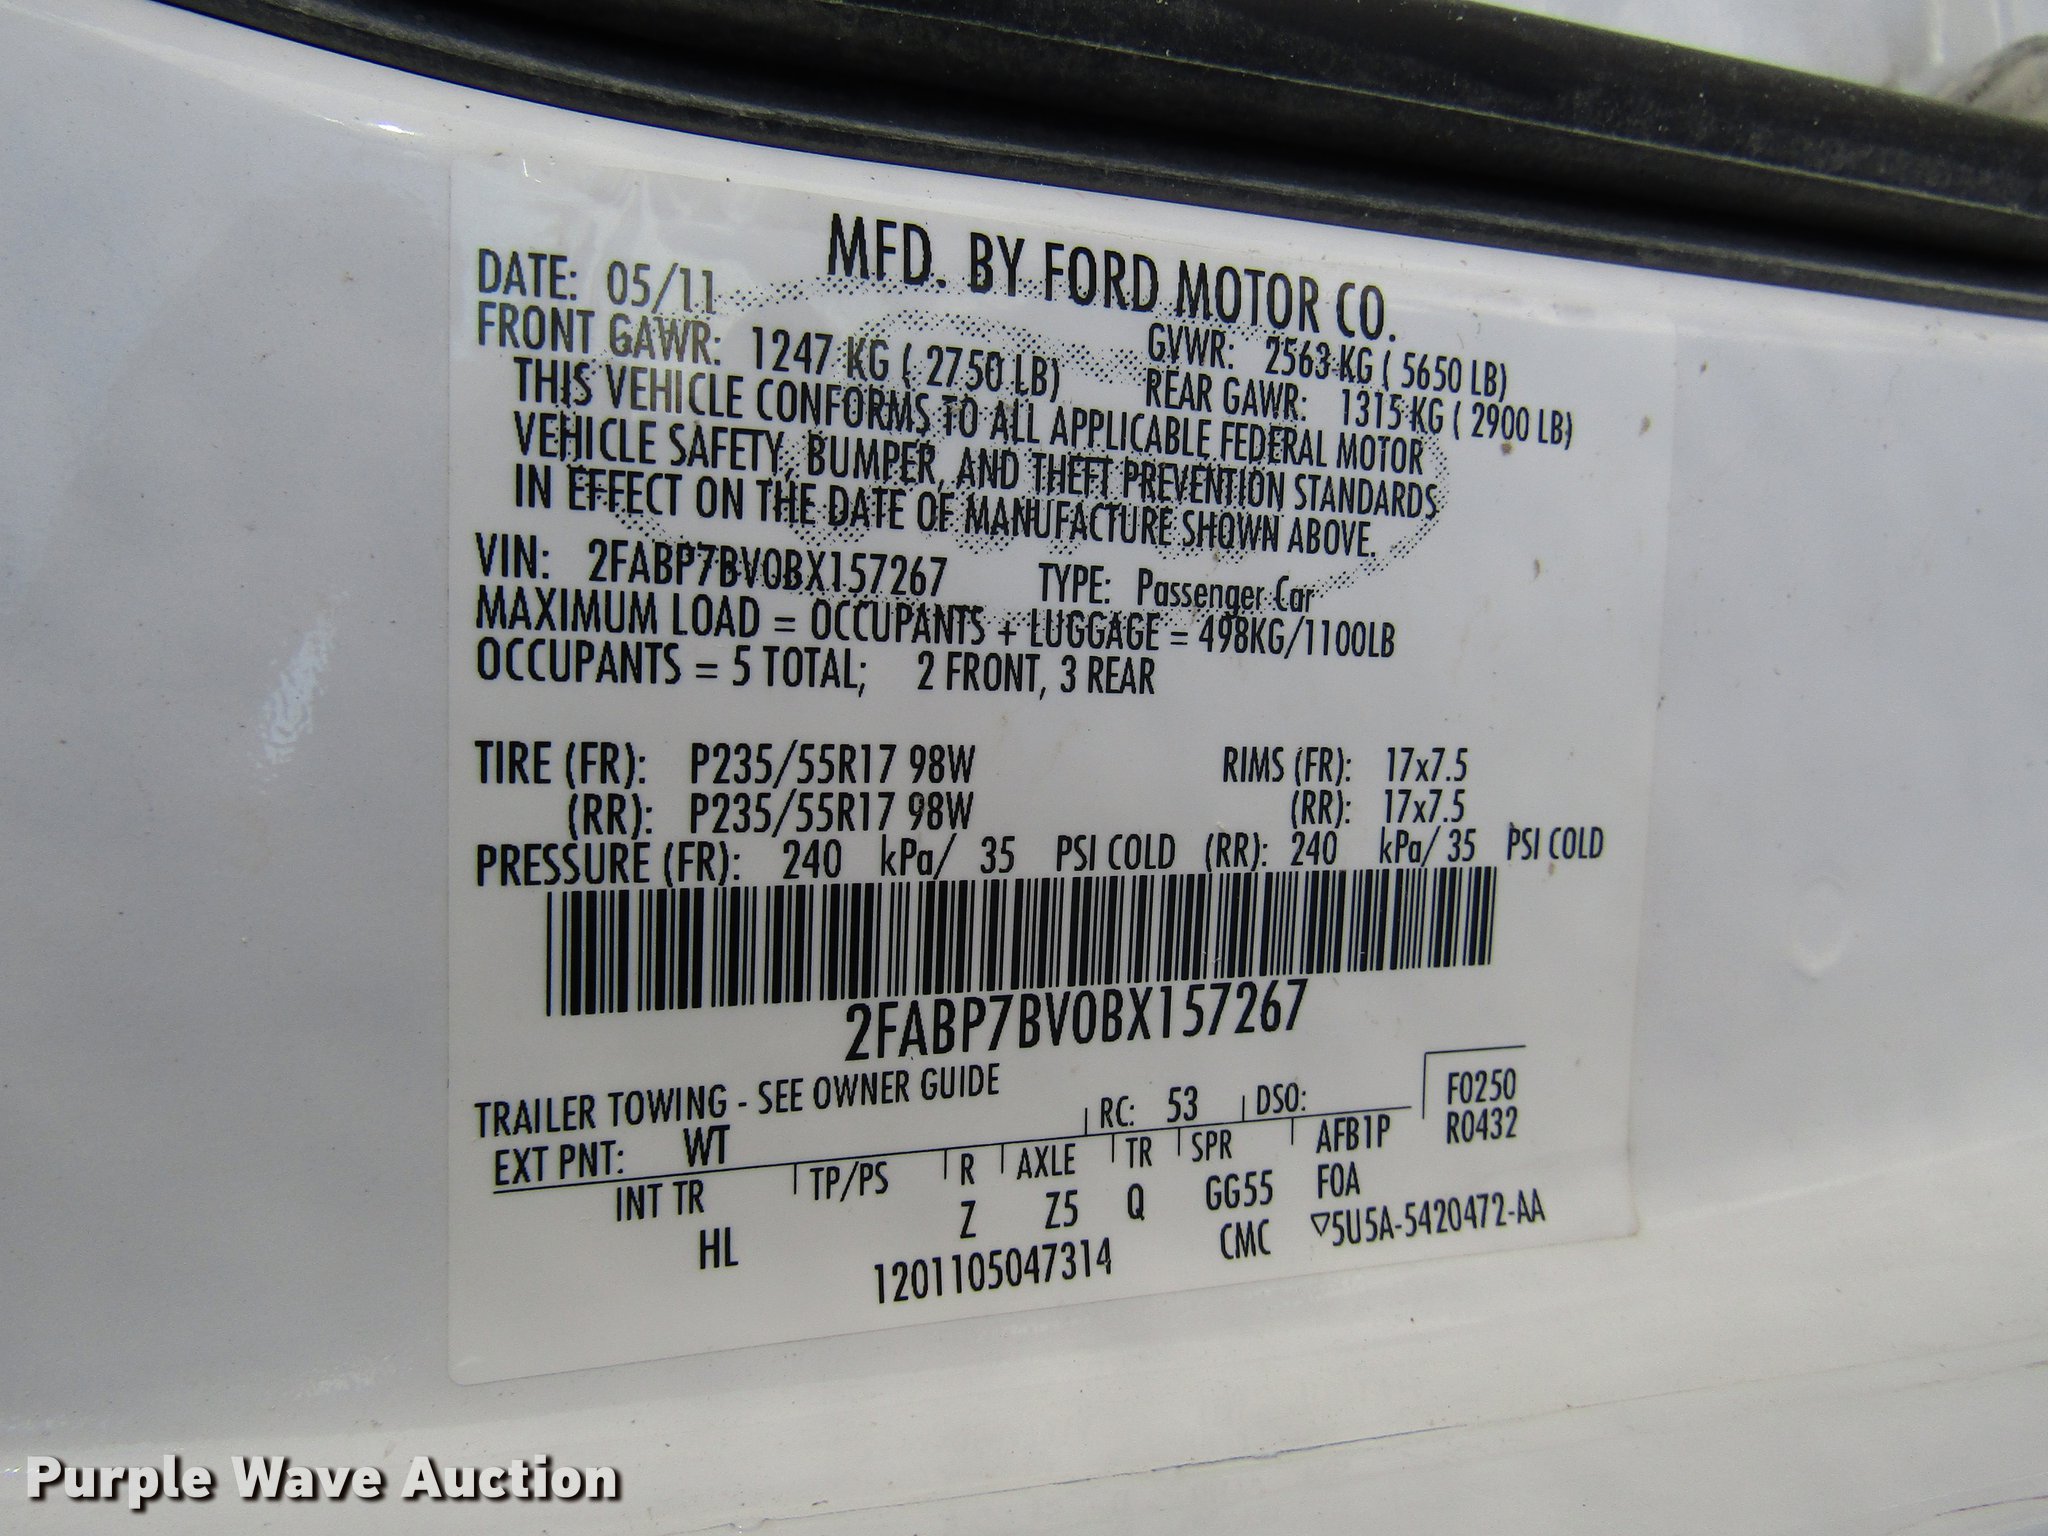 MFD. BY FORD MOTOR CO.
DATE: 05/11
GVWR: 2563 KG ( 5650 LB)
FRONT GAWR: 1247 KG ( 2750 LB)
REAR GAWR: 1315 KG ( 2900 LB)
THIS VEHICLE CONFORMS TO ALL APPLICABLE FEDERAL MOTOR
VEHICLE SAFETY, BUMPER, AND THEFT PREVENTION STANDARDS
IN EFFECT ON THE DATE OF MANUFACTURE SHOWN ABOVE.
VIN: 2FABP7BV0BX157267 TYPE: Passenger Car
MAXIMUM LOAD = OCCUPANTS + LUGGAGE = 498KG/1100LB
OCCUPANTS = 5 TOTAL; 2 FRONT, 3 REAR
TIRE (FR): P235/55R17 98W RIMS (FR): 17x7.5
(RR): P235/55R17 98W (RR): 17x7.5
PRESSURE (FR): 240 kPa/ 35 PSI COLD (RR): 240 kPa/ 35 PSI COLD
2FABP7BV0BX157267
TRAILER TOWING - SEE OWNER GUIDE
EXT PNT: WT RC: 53 DSO: F0250
R0432
INT TR TP/PS R AXLE TR SPR AFB1P
HL Z Z5 Q GG55 FOA
1201105047314 CMC ▽5U5A-5420472-AA
Purple Wave Auction